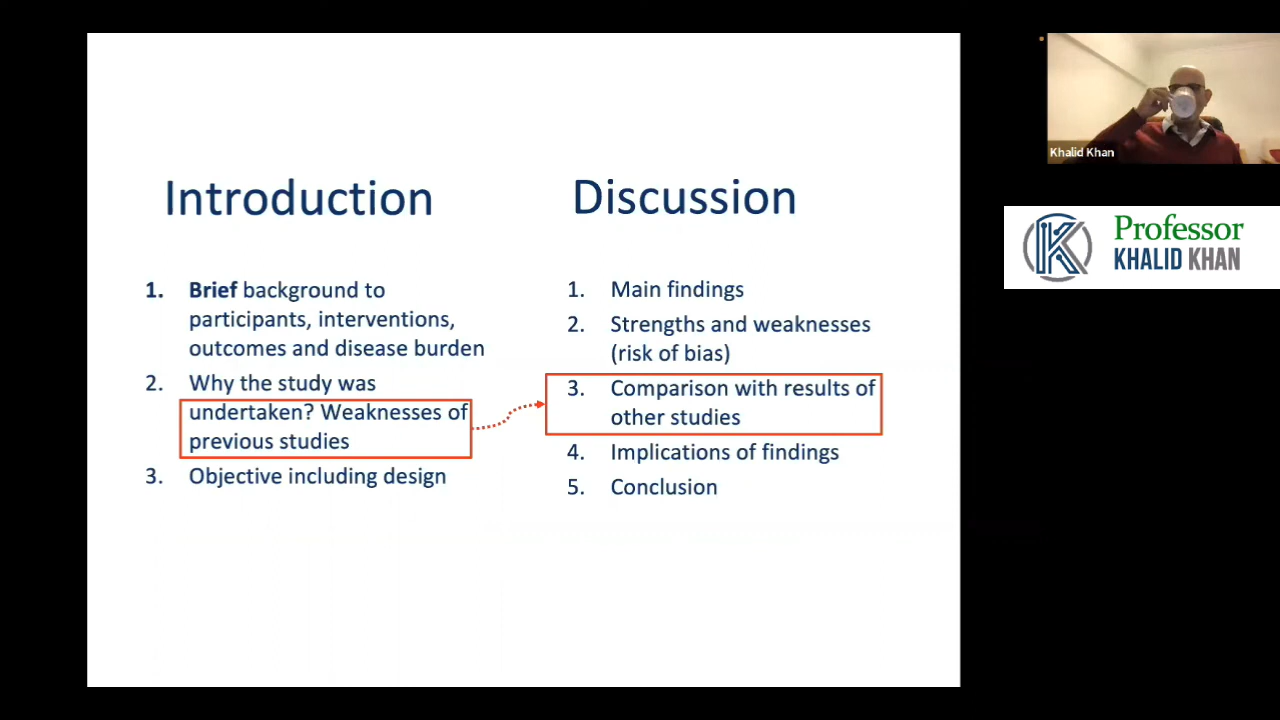 Introduction
1. Brief background to
participants, interventions,
outcomes and disease burden
2. Why the study was
undertaken? Weaknesses of
previous studies
3. Objective including design
Discussion
1. Main findings
2. Strengths and weaknesses
(risk of bias)
3. Comparison with results of
other studies
4. Implications of findings
5. Conclusion
Khalid Khan
Professor
KHALID KHAN